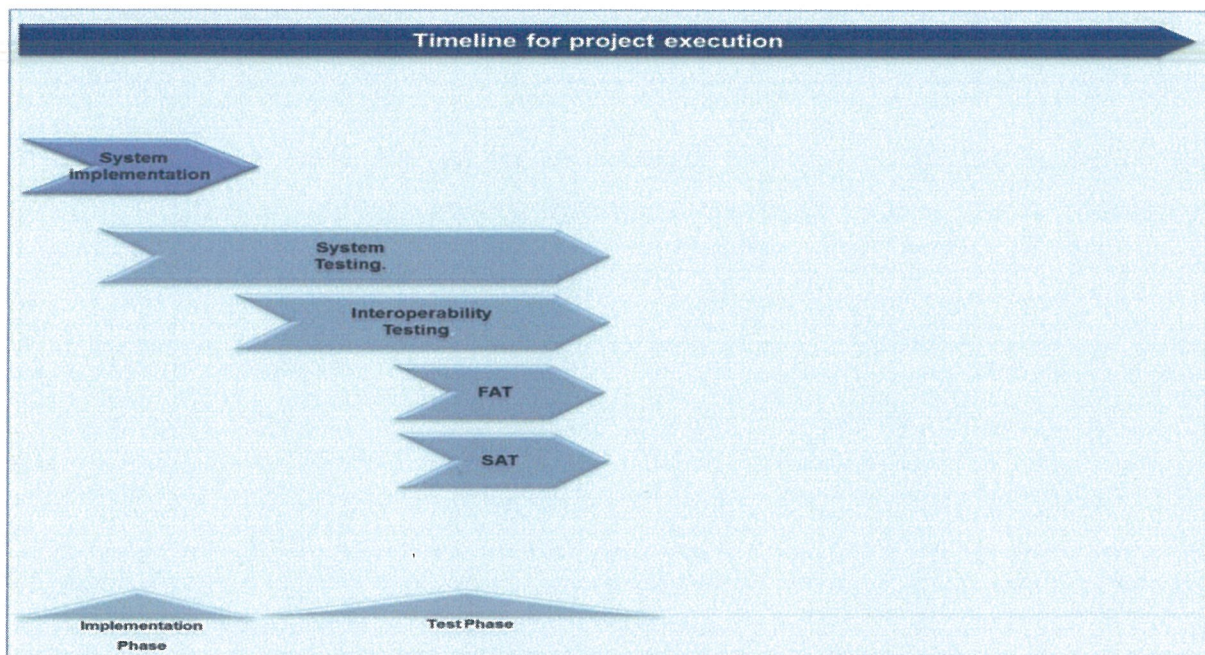 Timeline for project execution
System
implementation
System
Testing.
Interoperability
Testing
FAT
SAT
Implementation
Phase
Test Phase